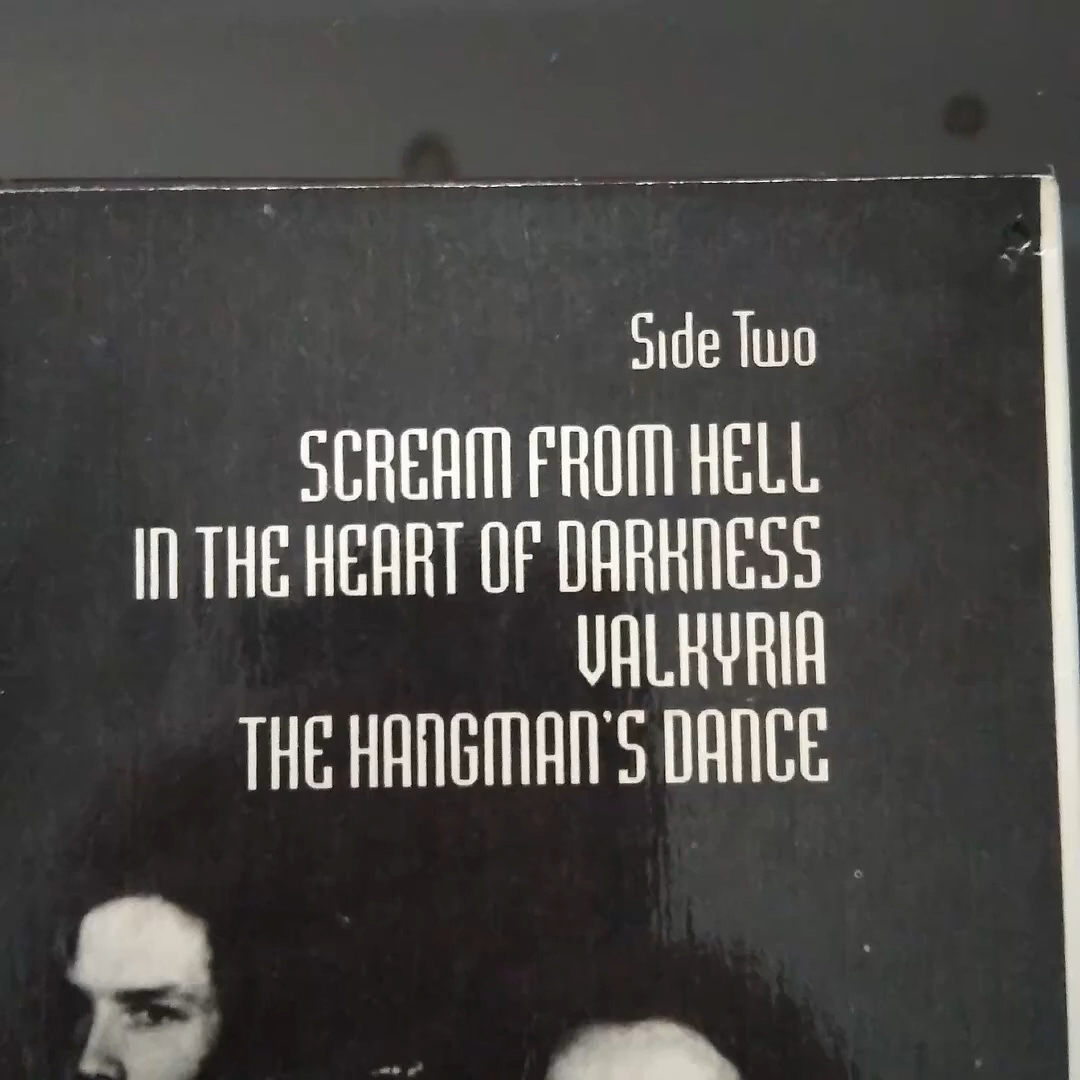 Side Two
SCREAM FROM HELL
IN THE HEART OF DARKNESS
VALKYRIA
THE HANGMAN'S DANCE